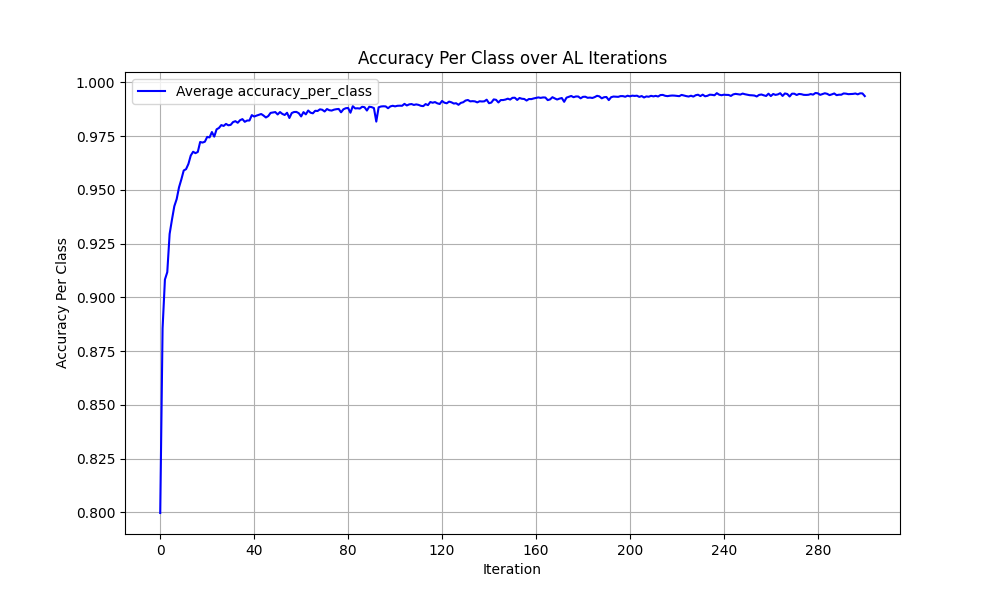 Accuracy Per Class over AL Iterations
Average accuracy_per_class
1.000
0.975
0.950
0.925
0.900
0.875
0.850
0.825
0.800
Accuracy Per Class
0 40 80 120 160 200 240 280
Iteration